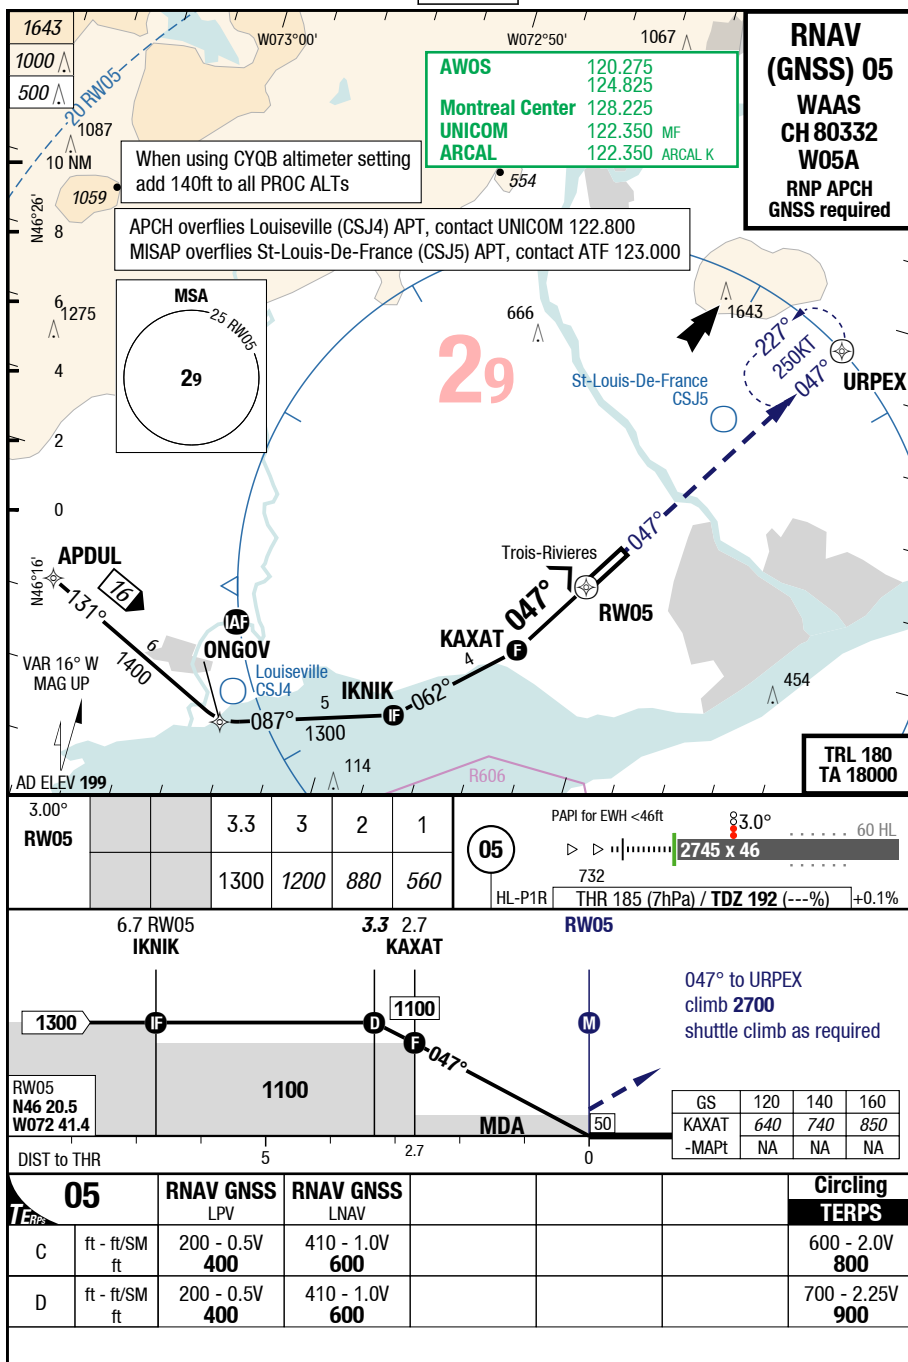 1643
1000
500
W073°00'
W072°50'
1067
AWOS 120.275
124.825
Montreal Center 128.225
UNICOM 122.350 MF
ARCAL 122.350 ARCAL K
RNAV
(GNSS) 05
WAAS
CH 80332
W05A
RNP APCH
GNSS required
20 RW05
1087
10 NM
1059
554
When using CYQB altimeter setting
add 140ft to all PROC ALTs
N46°26'
8
APCH overflies Louiseville (CSJ4) APT, contact UNICOM 122.800
MISAP overflies St-Louis-De-France (CSJ5) APT, contact ATF 123.000
6
1275
MSA
25 RW05
29
666
1643
29
227°
250KT
047°
URPEX
4
St-Louis-De-France
CSJ5
2
0
N46°16'
APDUL
16
131°
6
1400
Trois-Rivieres
047°
047°
RW05
IAF
ONGOV
KAXAT
F
4
VAR 16° W
MAG UP
Louiseville
CSJ4
IKNIK
IF
062°
087°
5
1300
454
114
R606
AD ELEV 199
TRL 180
TA 18000
3.00°
RW05
3.3 3 2 1
1300 1200 880 560
05
PAPI for EWH <46ft
3.0°
60 HL
2745 x 46
732
HL-P1R
THR 185 (7hPa) / TDZ 192 (---%)
+0.1%
6.7 RW05
IKNIK
3.3 2.7
KAXAT
RW05
1300
IF
D
1100
F
047°
M
047° to URPEX
climb 2700
shuttle climb as required
1100
RW05
N46 20.5
W072 41.4
MDA
50
GS 120 140 160
KAXAT 640 740 850
-MAPt NA NA NA
DIST to THR
5
2.7
0
TERPS
05
RNAV GNSS
LPV
RNAV GNSS
LNAV
Circling
TERPS
C
ft - ft/SM
ft
200 - 0.5V
400
410 - 1.0V
600
600 - 2.0V
800
D
ft - ft/SM
ft
200 - 0.5V
400
410 - 1.0V
600
700 - 2.25V
900